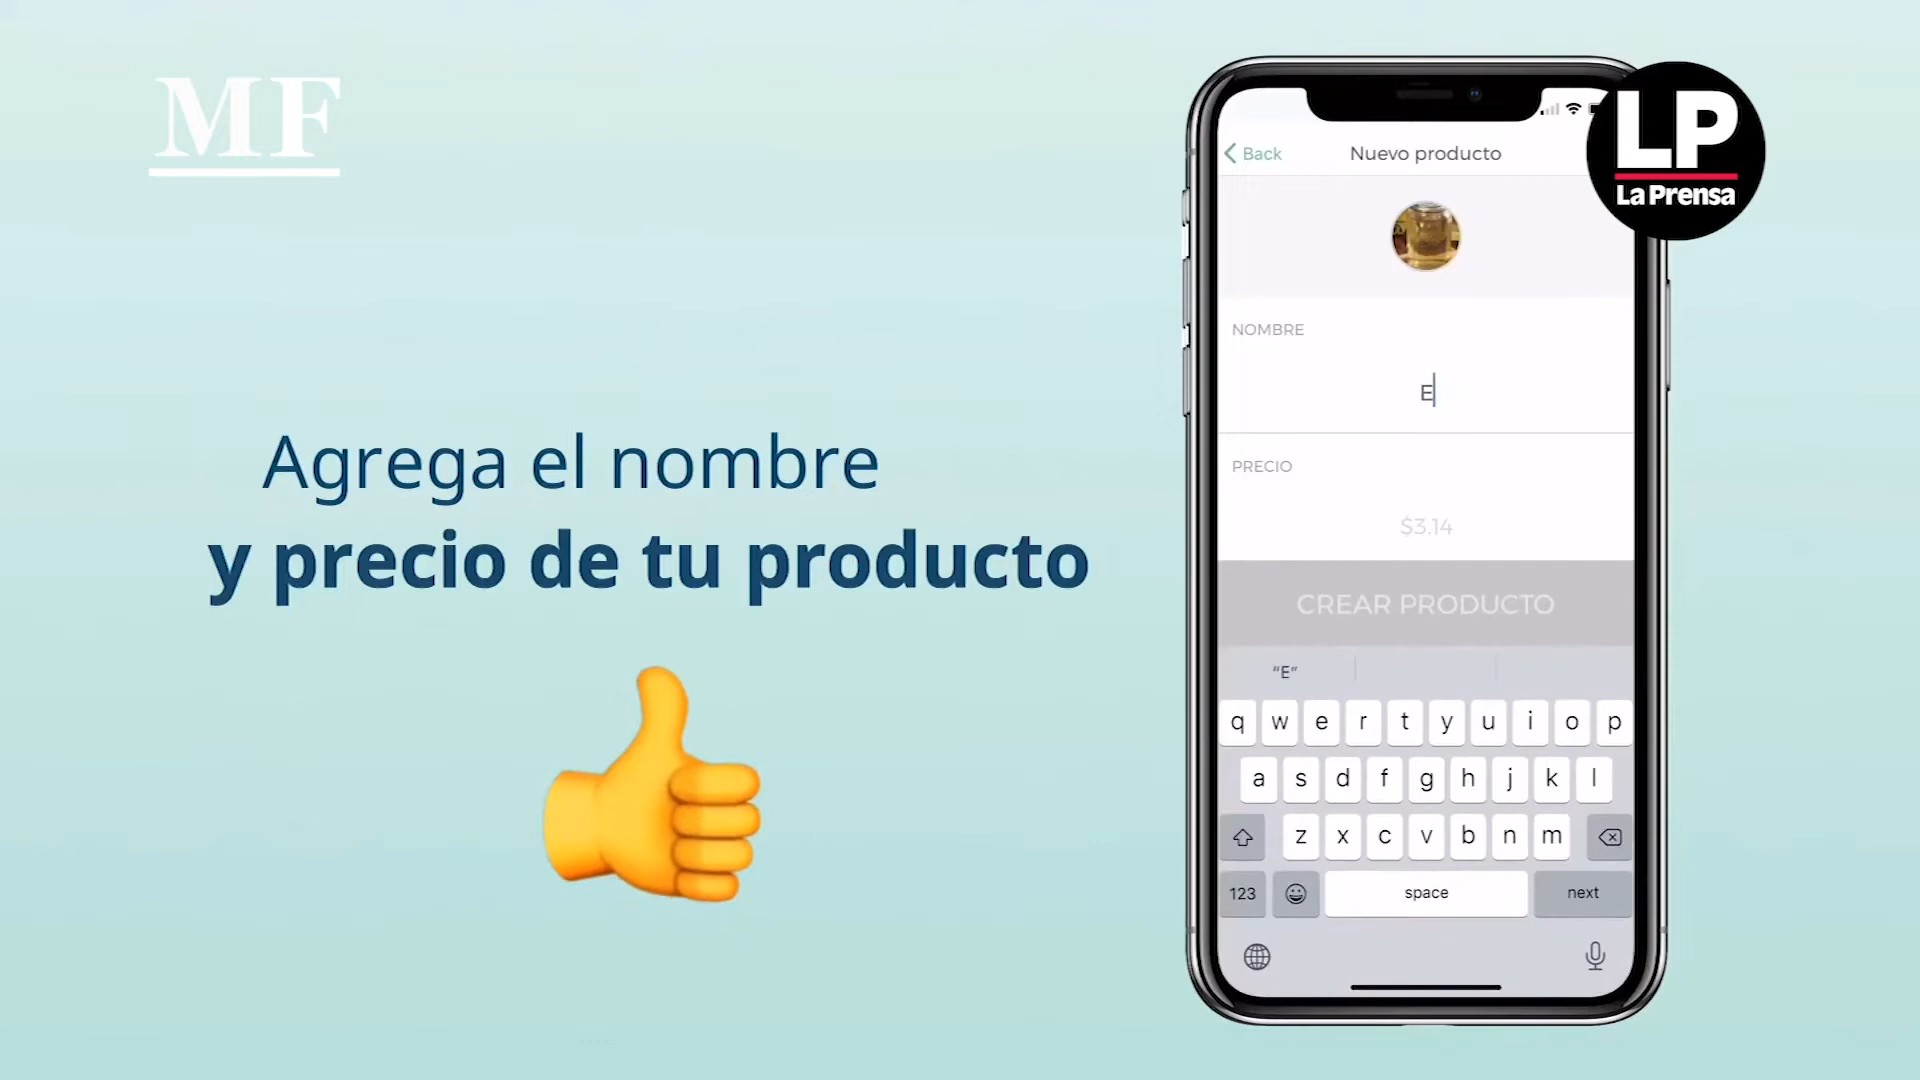 MF
LP
La Prensa
Agrega el nombre
y precio de tu producto
Back
Nuevo producto
NOMBRE
E
PRECIO
$3.14
CREAR PRODUCTO
“E”
q w e r t y u i o p
a s d f g h j k l
z x c v b n m
123 space next